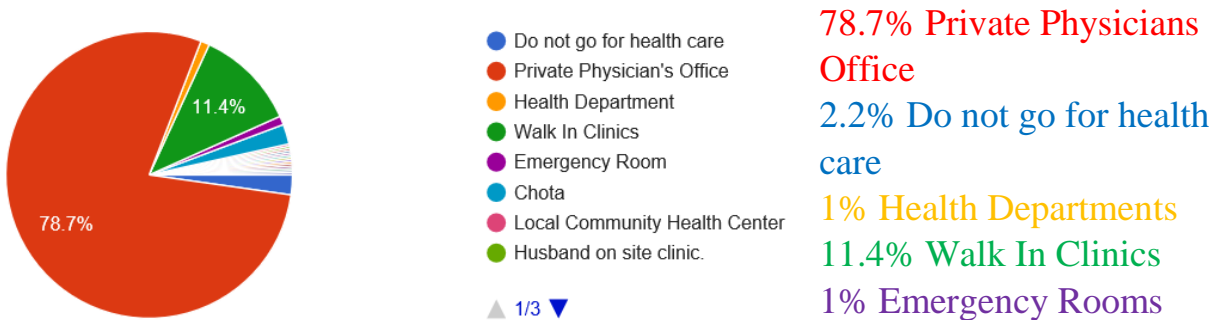 11.4%
78.7%
Do not go for health care
Private Physician's Office
Health Department
Walk In Clinics
Emergency Room
Chota
Local Community Health Center
Husband on site clinic.
1/3
78.7% Private Physicians
Office
2.2% Do not go for health
care
1% Health Departments
11.4% Walk In Clinics
1% Emergency Rooms